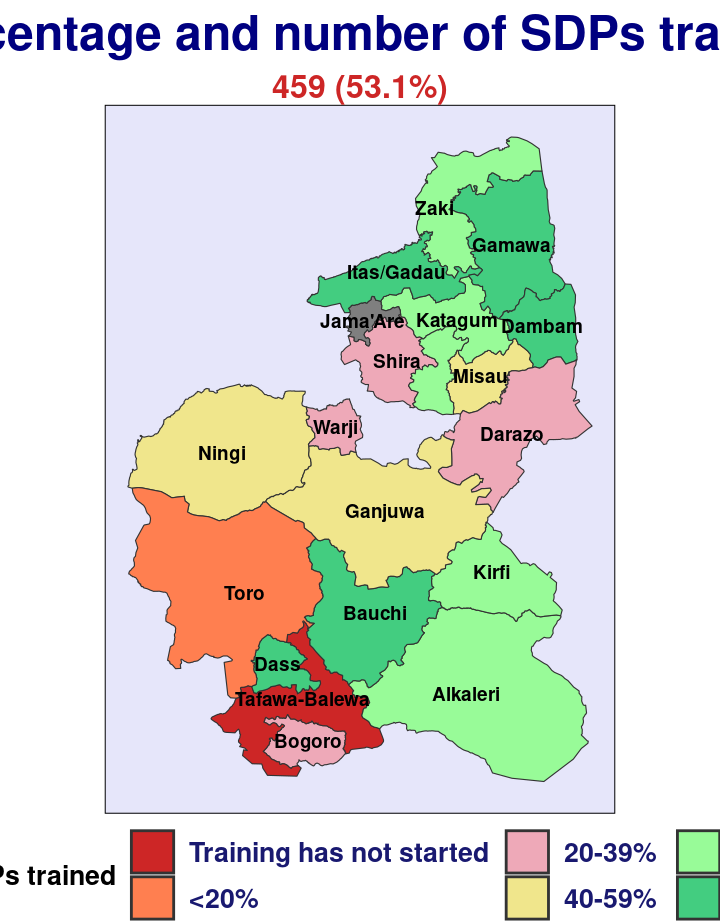 centage and number of SDPs tra
459 (53.1%)
Zaki
Gamawa
Itas/Gadau
Jama'Are
Katagum
Dambam
Shira
Misau
Warji
Darazo
Ningi
Ganjuwa
Kirfi
Toro
Bauchi
Dass
Tafawa-Balewa
Alkaleri
Bogoro
Training has not started
20-39%
Ps trained
<20%
40-59%